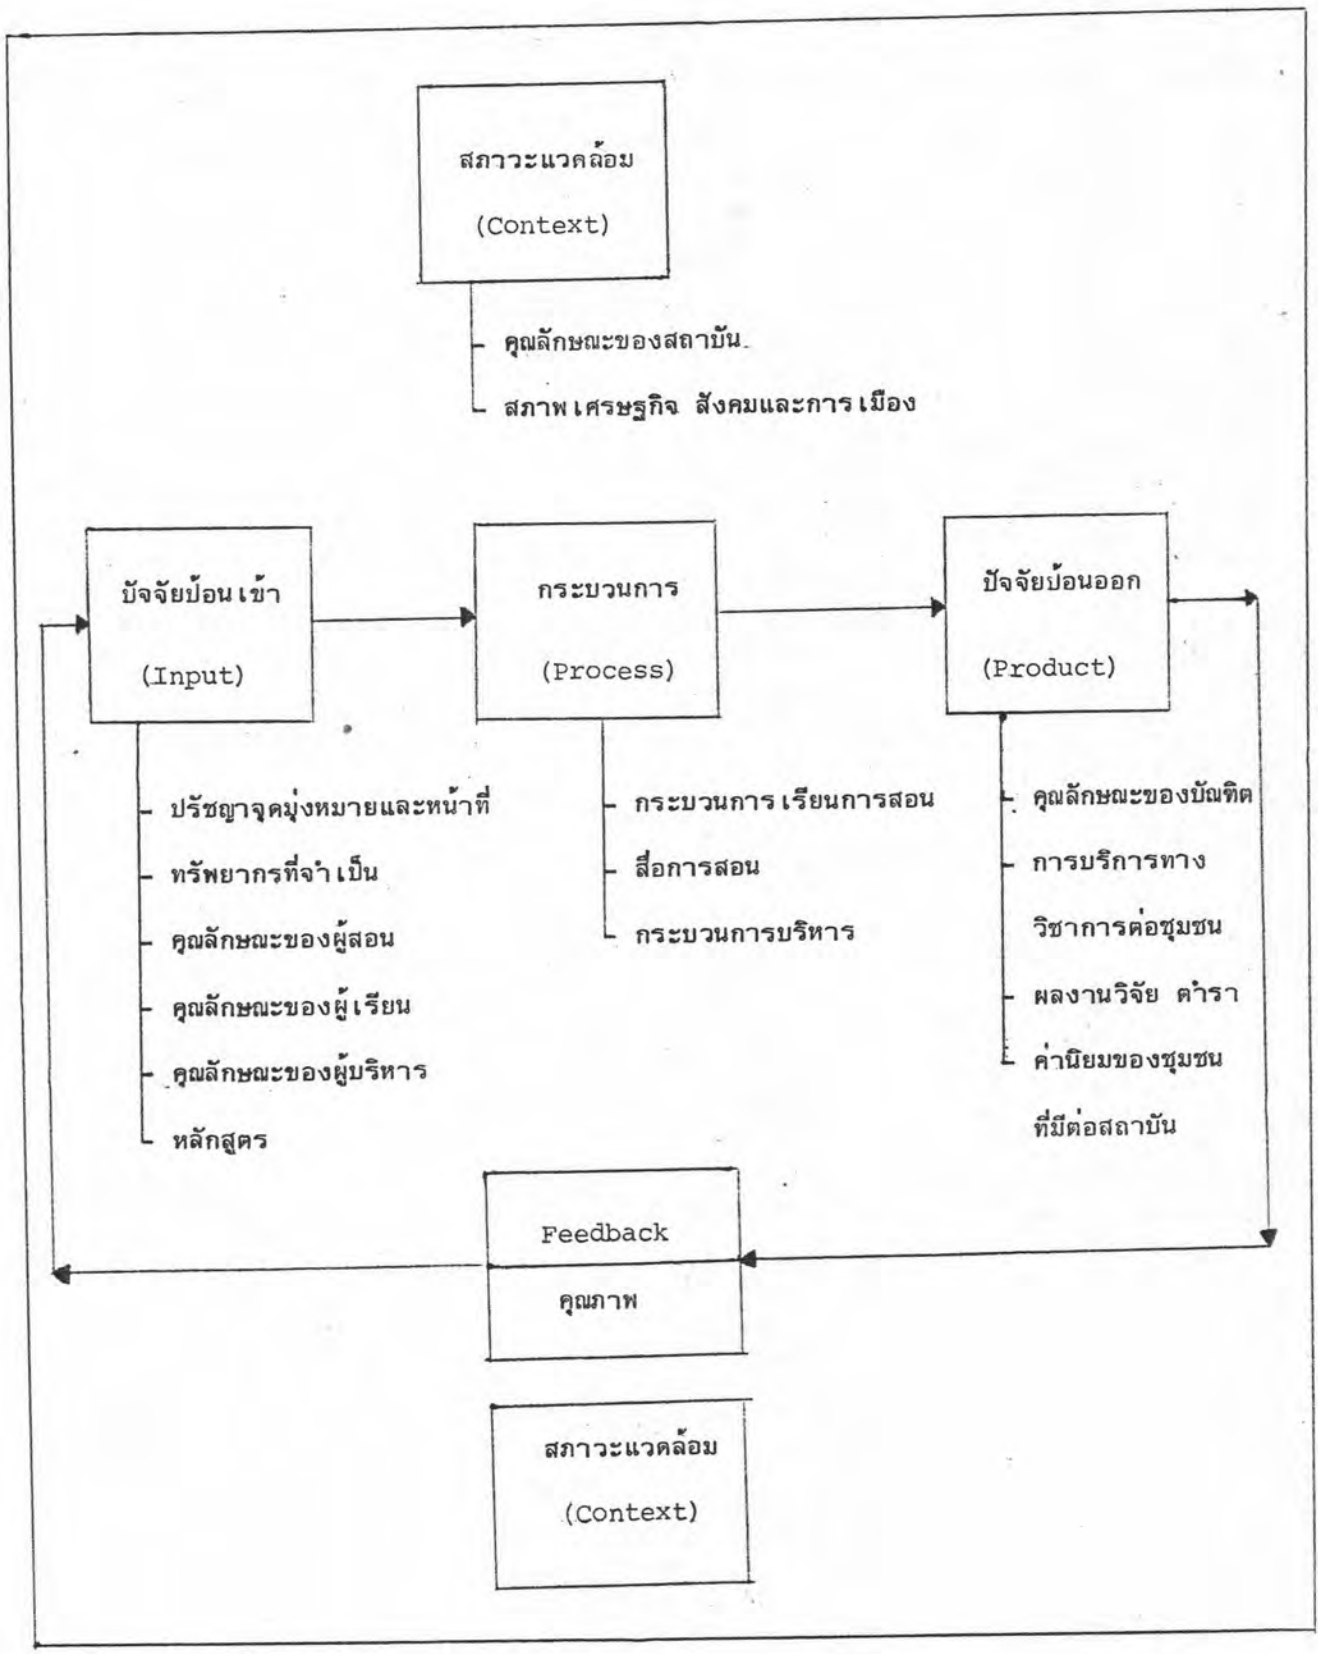 สภาวะแวดล้อม
(Context)
คุณลักษณะของสถาบัน
สภาพเศรษฐกิจ สังคมและการเมือง
ปัจจัยป้อนเข้า
(Input)
ปรัชญาจุดมุ่งหมายและหน้าที่
ทรัพยากรที่จำเป็น
คุณลักษณะของผู้สอน
คุณลักษณะของผู้เรียน
คุณลักษณะของผู้บริหาร
หลักสูตร
กระบวนการ
(Process)
กระบวนการเรียนการสอน
สื่อการสอน
กระบวนการบริหาร
ปัจจัยป้อนออก
(Product)
คุณลักษณะของบัณฑิต
การบริการทาง
วิชาการต่อชุมชน
ผลงานวิจัย ตำรา
ค่านิยมของชุมชน
ที่มีต่อสถาบัน
Feedback
คุณภาพ
สภาวะแวดล้อม
(Context)